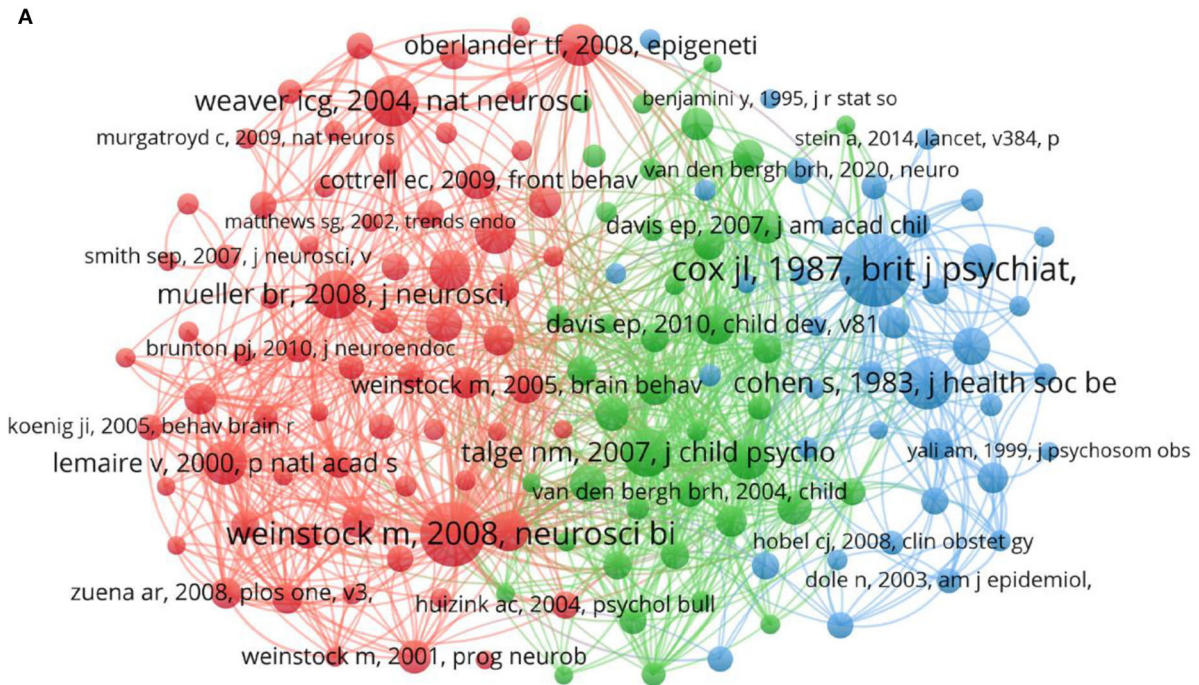 A
oberlander tf, 2008, epigeneti
weaver icg, 2004, nat neurosci
benjamini y, 1995, j r stat so
murgatroyd c, 2009, nat neuros
stein a, 2014, lancet, v384, p
cottrell ec, 2009, front behav
van den bergh brh, 2020, neuro
matthews sg, 2002, trends endo
davis ep, 2007, j am acad chil
smith sep, 2007, j neurosci, v
cox jl, 1987, brit j psychiat,
mueller br, 2008, j neurosci,
davis ep, 2010, child dev, v81
brunton pj, 2010, j neuroendoc
weinstock m, 2005, brain behav
cohen s, 1983, j health soc be
koenig ji, 2005, behav brain r
talge nm, 2007, j child psycho
yali am, 1999, j psychosom obs
lemaire v, 2000, p natl acad s
van den bergh brh, 2004, child
weinstock m, 2008, neurosci bi
hobel cj, 2008, clin obstet gy
dole n, 2003, am j epidemiol,
zuena ar, 2008, plos one, v3,
huizink ac, 2004, psychol bull
weinstock m, 2001, prog neurob